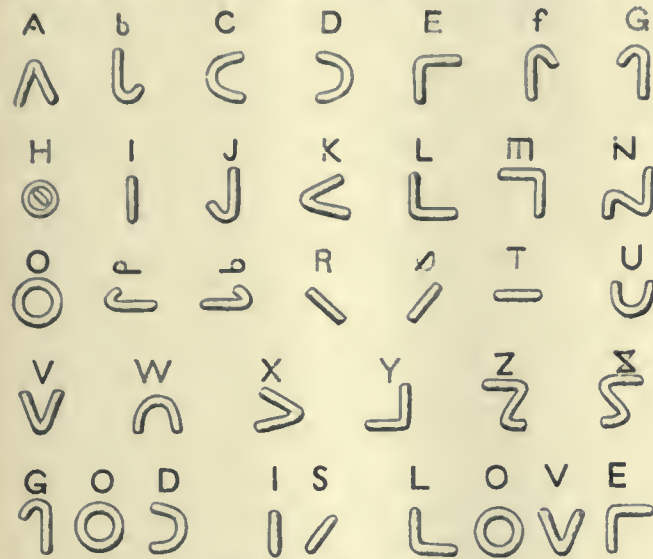 A b C D E f G
H I J K L M N
O P Q R S T U
V W X Y Z
GOD IS LOVE